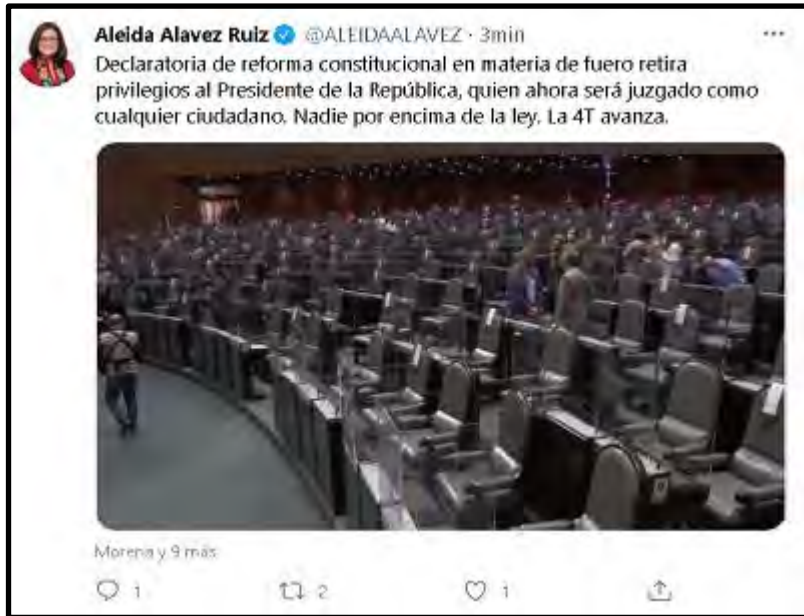 Aleida Alavez Ruiz @ALEIDAALAVEZ · 3min
Declaratoria de reforma constitucional en materia de fuero retira
privilegios al Presidente de la República, quien ahora será juzgado como
cualquier ciudadano. Nadie por encima de la ley. La 4T avanza.
Morena y 9 más
1 2 1